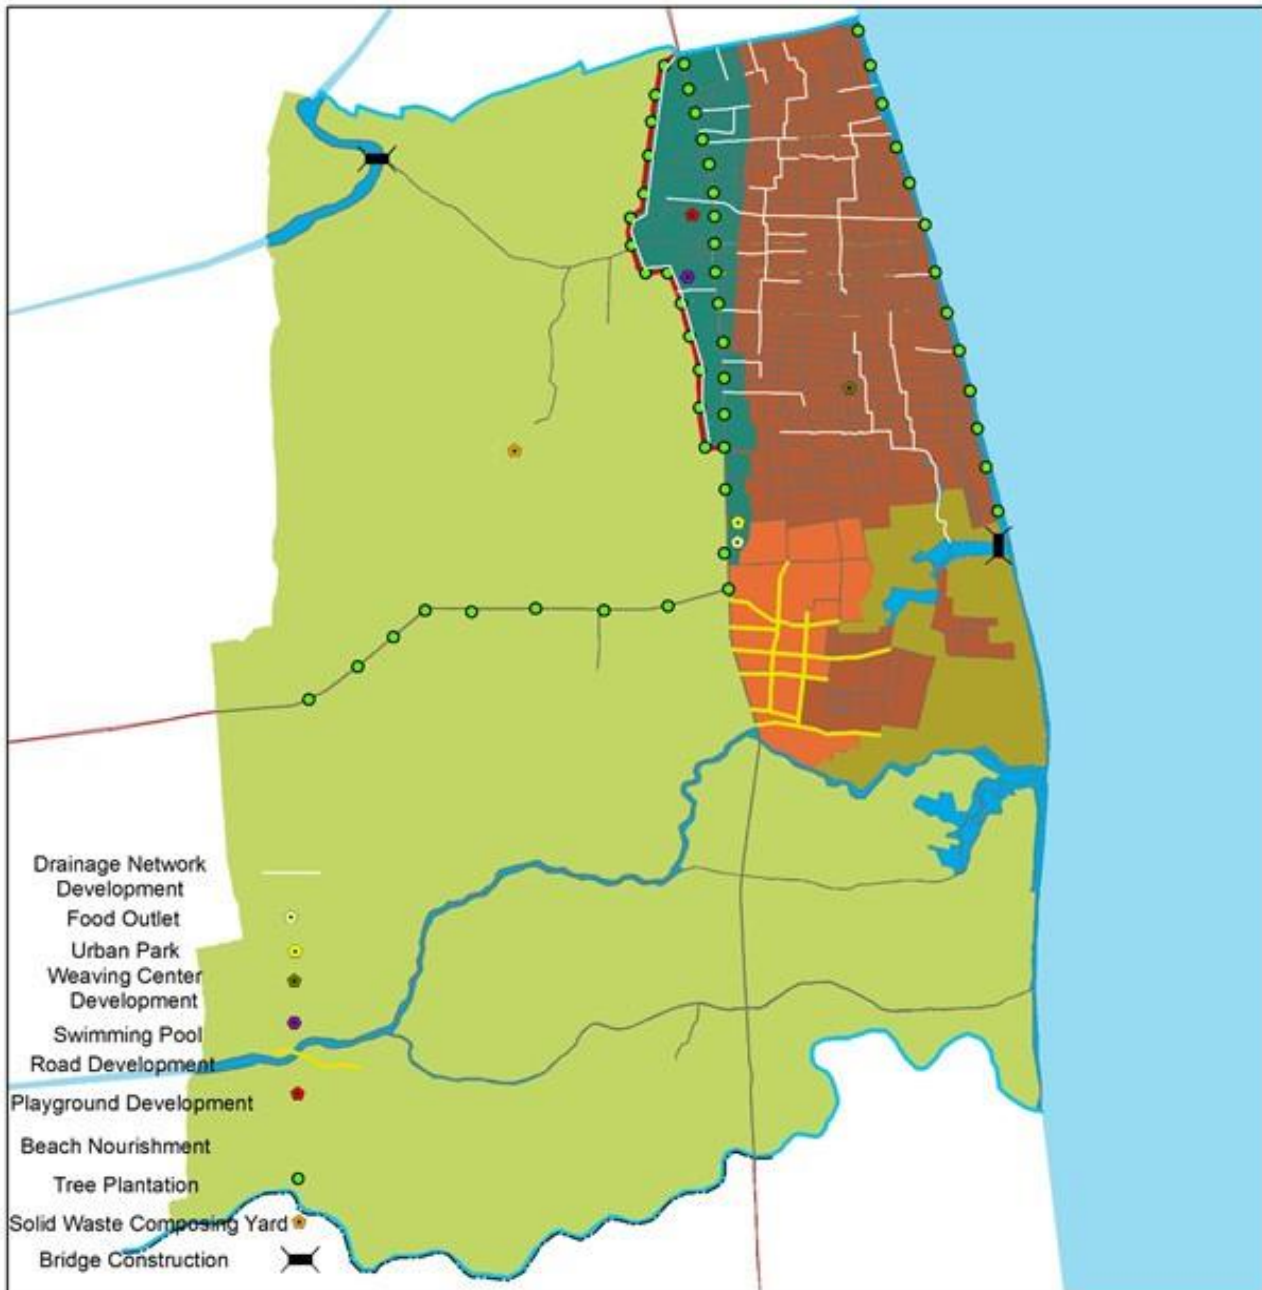 Drainage Network
Development
Food Outlet
Urban Park
Weaving Center
Development
Swimming Pool
Road Development
Playground Development
Beach Nourishment
Tree Plantation
Solid Waste Composing Yard
Bridge Construction